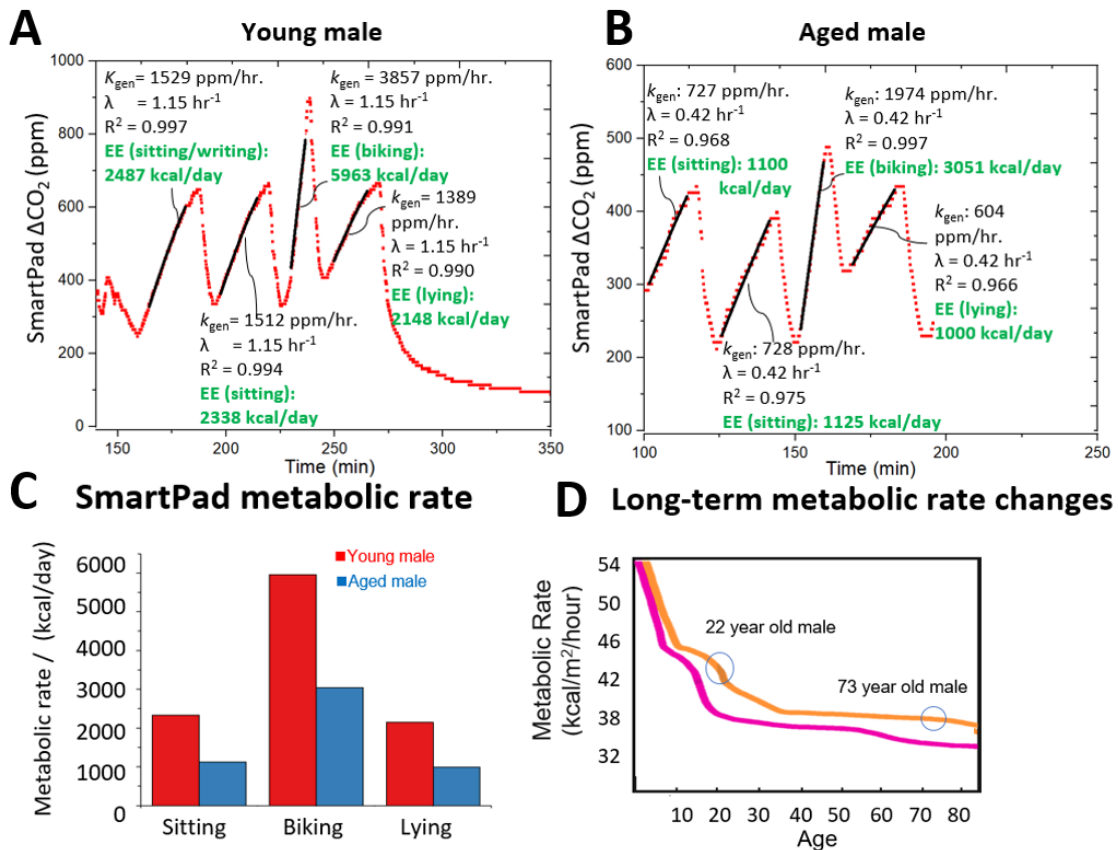 A
Young male
SmartPad ΔCO2 (ppm)
1000
800
600
400
200
0
Kgen = 1529 ppm/hr.
λ = 1.15 hr-1
R2 = 0.997
EE (sitting/writing):
2487 kcal/day
kgen = 3857 ppm/hr.
λ = 1.15 hr-1
R2 = 0.991
EE (biking):
5963 kcal/day
kgen = 1389
ppm/hr.
λ = 1.15 hr-1
R2 = 0.990
EE (lying):
2148 kcal/day
kgen = 1512 ppm/hr.
λ = 1.15 hr-1
R2 = 0.994
EE (sitting):
2338 kcal/day
150 200 250 300 350
Time (min)
B
Aged male
SmartPad ΔCO2 (ppm)
600
500
400
300
200
100
kgen: 727 ppm/hr.
λ = 0.42 hr-1
R2 = 0.968
EE (sitting): 1100
kcal/day
kgen: 1974 ppm/hr.
λ = 0.42 hr-1
R2 = 0.997
EE (biking): 3051 kcal/day
kgen: 604
ppm/hr.
λ = 0.42 hr-1
R2 = 0.966
EE (lying):
1000 kcal/day
kgen: 728 ppm/hr.
λ = 0.42 hr-1
R2 = 0.975
EE (sitting): 1125 kcal/day
100 150 200 250
Time (min)
C
SmartPad metabolic rate
Metabolic rate / (kcal/day)
6000
5000
4000
3000
2000
1000
0
Young male
Aged male
Sitting Biking Lying
D
Long-term metabolic rate changes
Metabolic Rate
(kcal/m2/hour)
54
50
46
42
38
32
22 year old male
73 year old male
10 20 30 40 50 60 70 80
Age